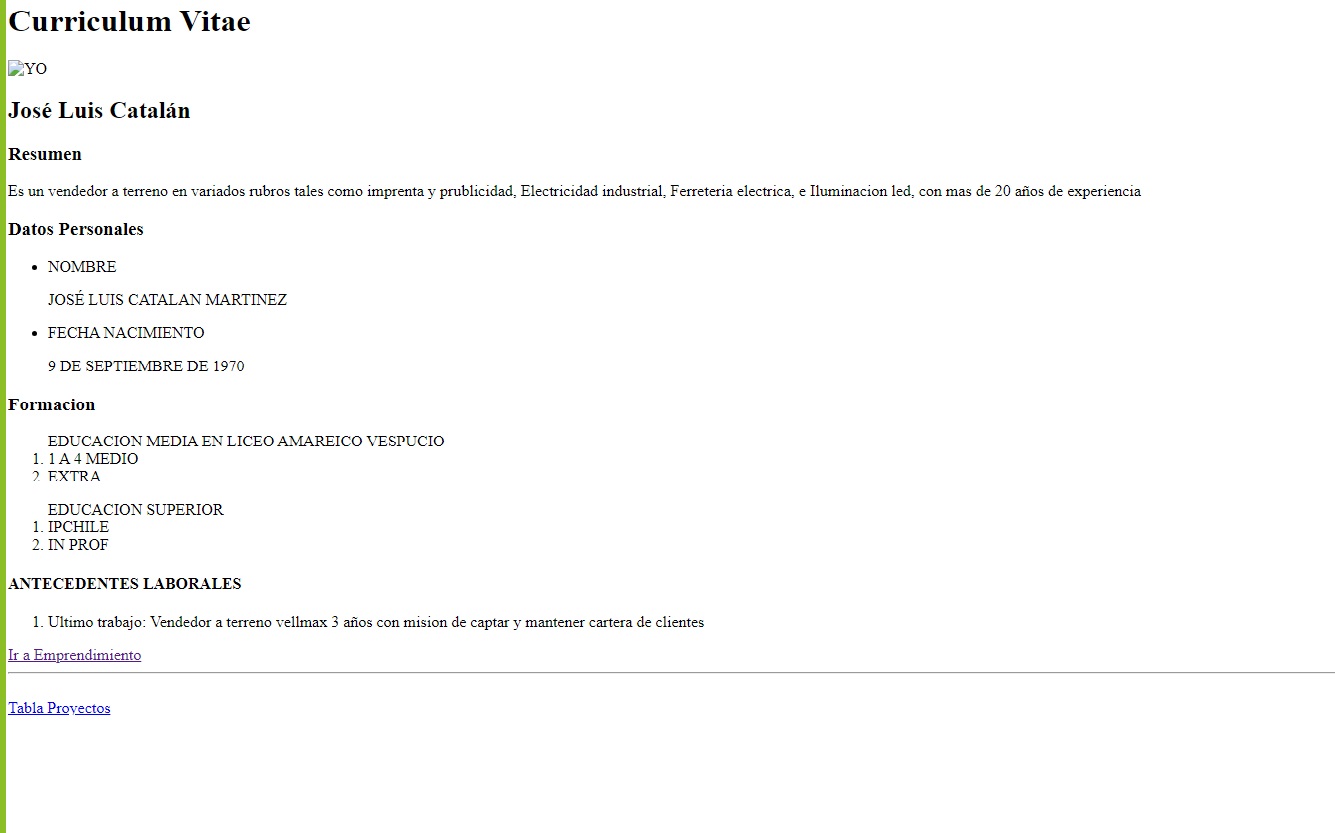 Curriculum Vitae
YO
José Luis Catalán
Resumen
Es un vendedor a terreno en variados rubros tales como imprenta y prublicidad, Electricidad industrial, Ferreteria electrica, e Iluminacion led, con mas de 20 años de experiencia
Datos Personales
• NOMBRE
JOSÉ LUIS CATALAN MARTINEZ
• FECHA NACIMIENTO
9 DE SEPTIEMBRE DE 1970
Formacion
EDUCACION MEDIA EN LICEO AMAREICO VESPUCIO
1. 1 A 4 MEDIO
2. EXTRA
EDUCACION SUPERIOR
1. IPCHILE
2. IN PROF
ANTECEDENTES LABORALES
1. Ultimo trabajo: Vendedor a terreno vellmax 3 años con mision de captar y mantener cartera de clientes
Ir a Emprendimiento
Tabla Proyectos